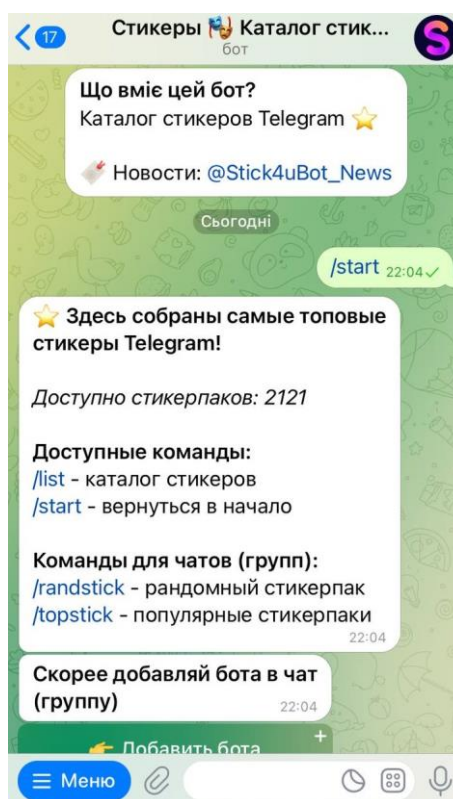 17
Стикеры 🎭 Каталог стик...
бот
S
Що вміє цей бот?
Каталог стикеров Telegram ⭐
Новости: @Stick4uBot_News
Сьогодні
/start 22:04
⭐ Здесь собраны самые топовые
стикеры Telegram!
Доступно стикерпаков: 2121
Доступные команды:
/list - каталог стикеров
/start - вернуться в начало
Команды для чатов (групп):
/randstick - рандомный стикерпак
/topstick - популярные стикерпаки
22:04
Скорее добавляй бота в чат
(группу) 22:04
👉 Добавить бота
Меню